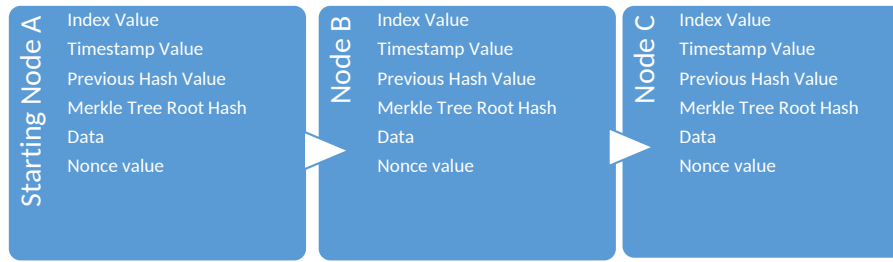 Starting Node A
Index Value
Timestamp Value
Previous Hash Value
Merkle Tree Root Hash
Data
Nonce value
Node B
Index Value
Timestamp Value
Previous Hash Value
Merkle Tree Root Hash
Data
Nonce value
Node C
Index Value
Timestamp Value
Previous Hash Value
Merkle Tree Root Hash
Data
Nonce value